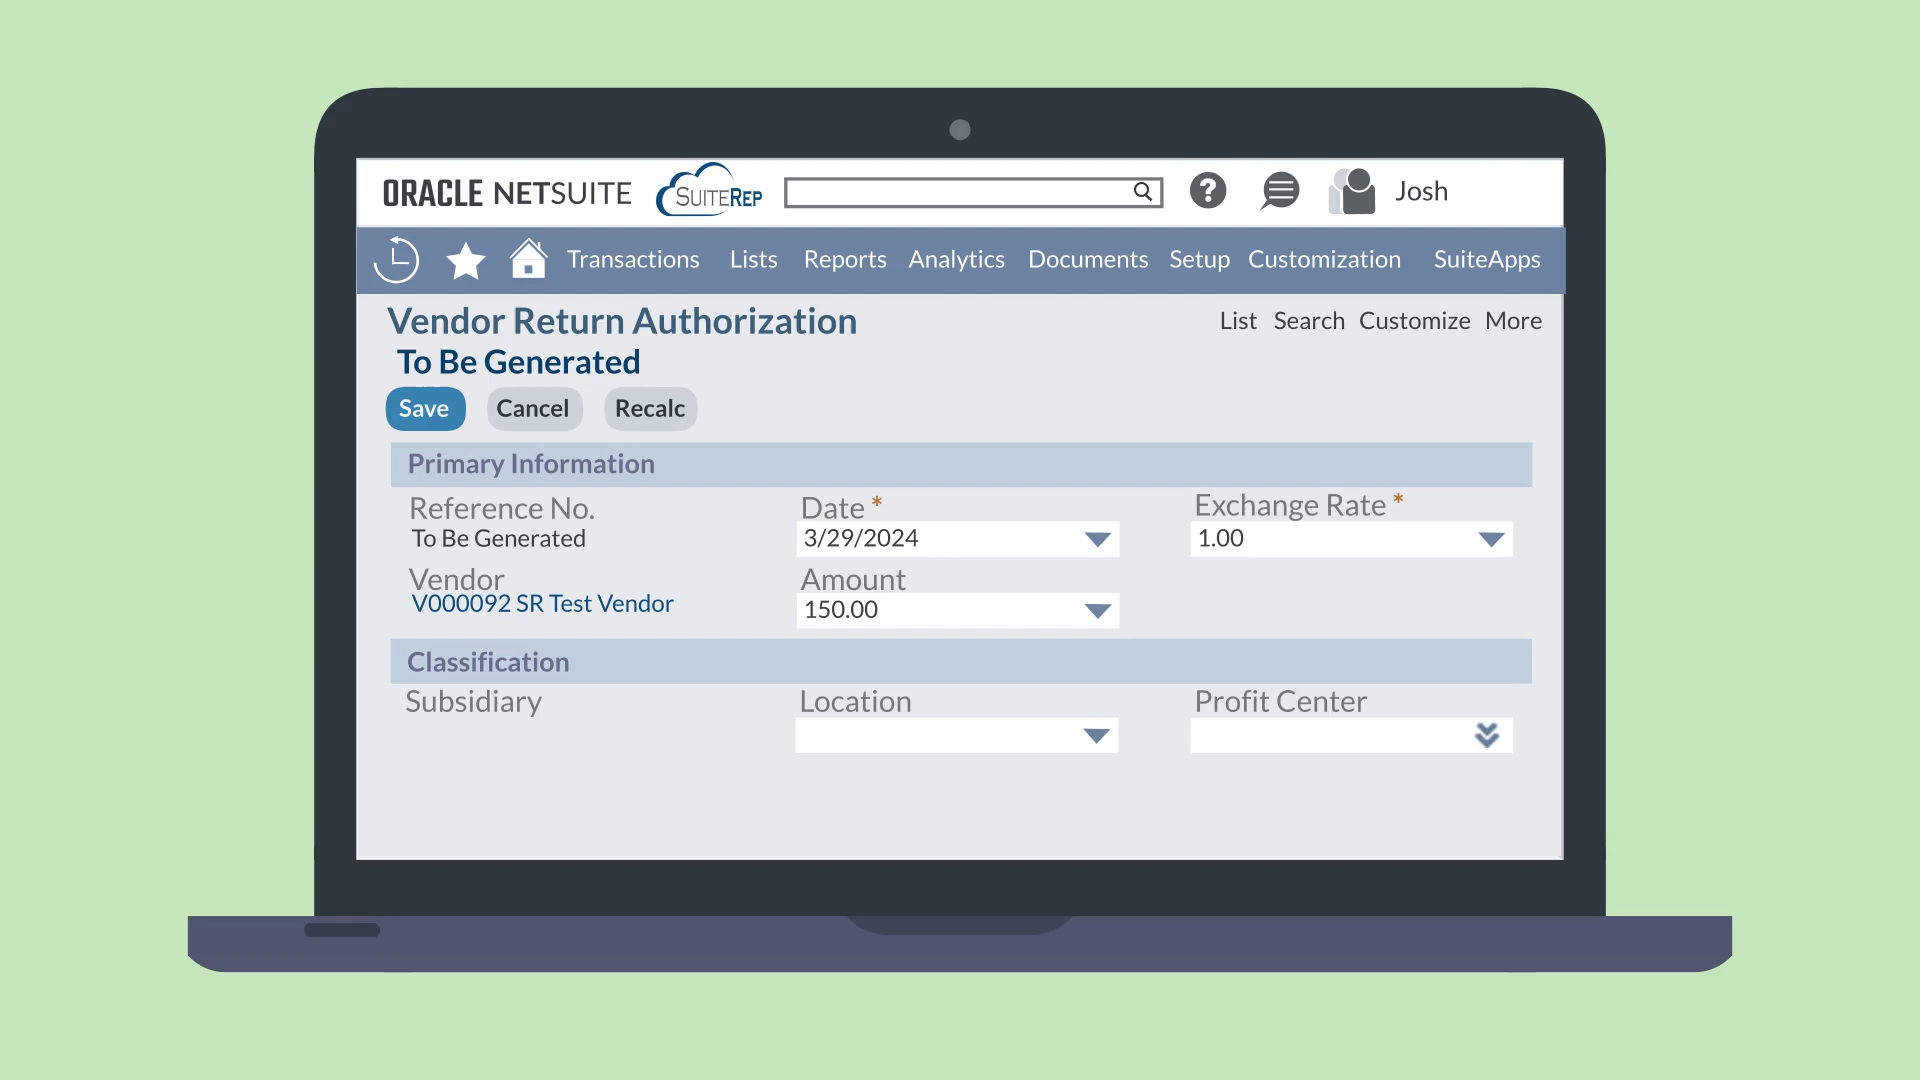 ORACLE NETSUITE SUITEREP ? Josh
Transactions Lists Reports Analytics Documents Setup Customization SuiteApps
Vendor Return Authorization List Search Customize More
To Be Generated
Save Cancel Recalc
Primary Information
Reference No. Date * Exchange Rate *
To Be Generated 3/29/2024 1.00
Vendor Amount
V000092 SR Test Vendor 150.00
Classification
Subsidiary Location Profit Center